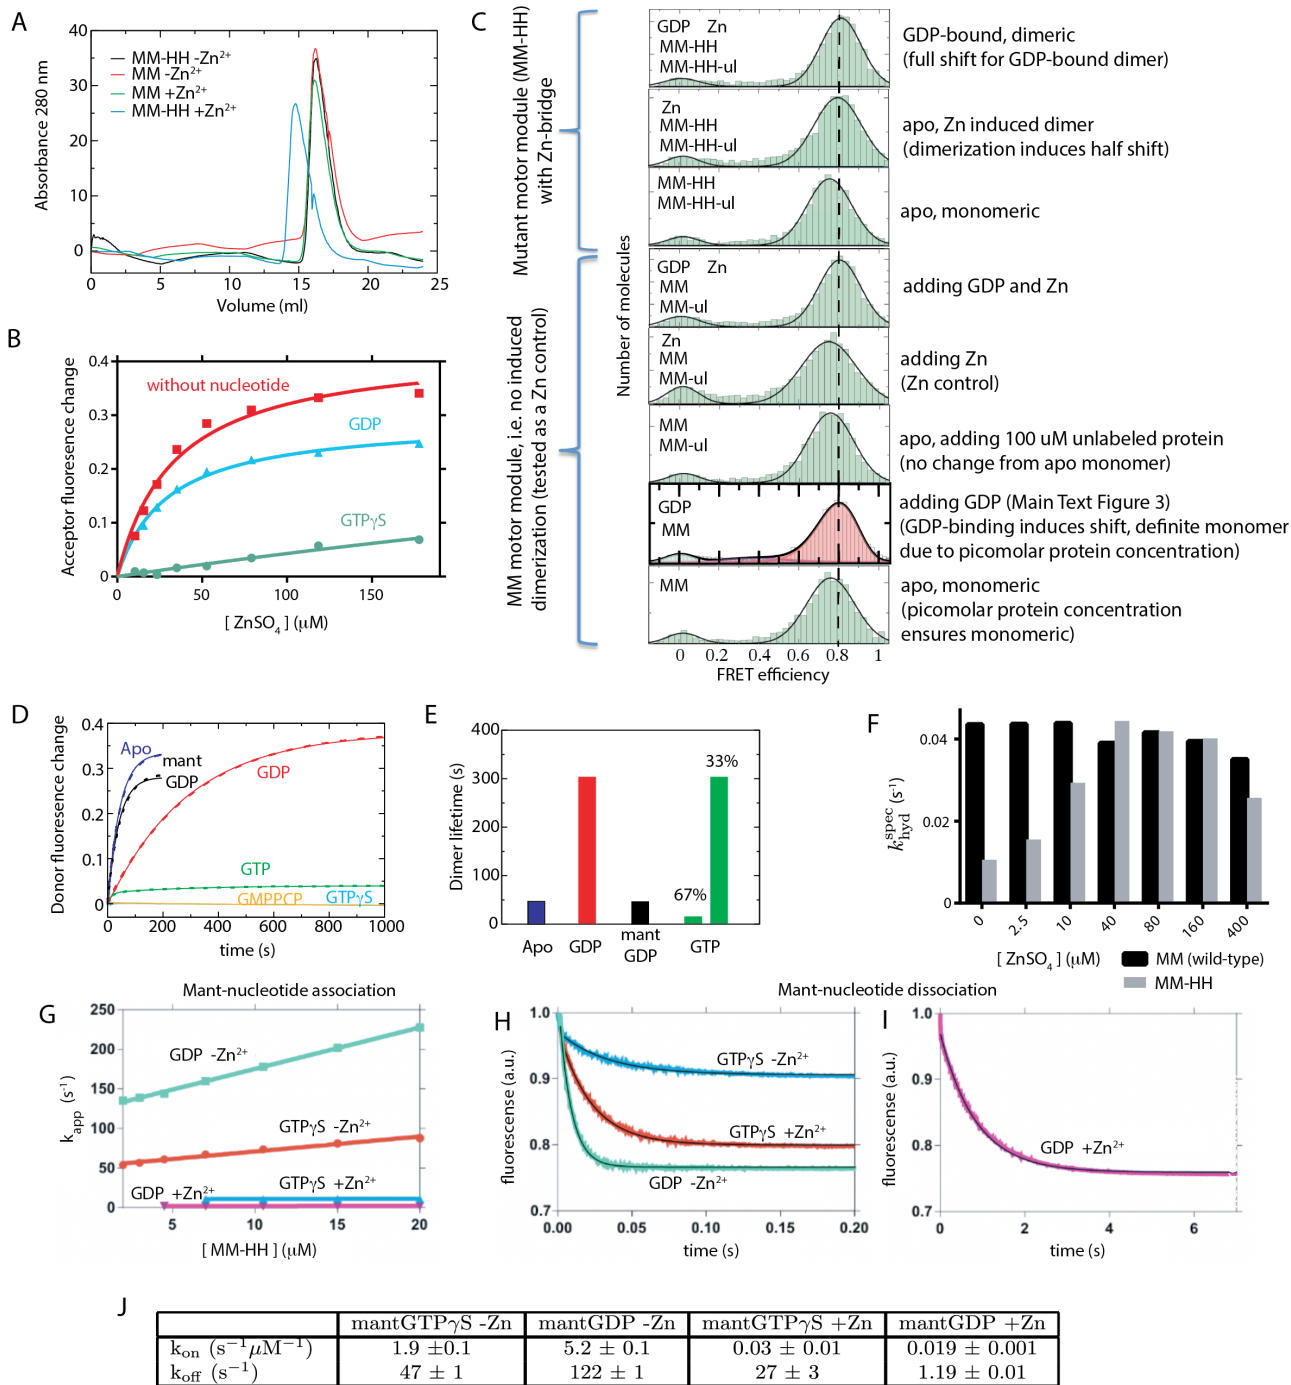 A
Absorbance 280 nm
40
30
20
10
0
MM-HH -Zn²⁺
MM -Zn²⁺
MM +Zn²⁺
MM-HH +Zn²⁺
0 5 10 15 20 25
Volume (ml)
B
Acceptor fluoresence change
0.4
0.3
0.2
0.1
0
without nucleotide
GDP
GTPγS
0 50 100 150
[ ZnSO₄ ] (μM)
C
Mutant motor module (MM-HH)
with Zn-bridge
MM motor module, i.e. no induced
dimerization (tested as a Zn control)
Number of molecules
GDP Zn
MM-HH
MM-HH-ul
GDP-bound, dimeric
(full shift for GDP-bound dimer)
Zn
MM-HH
MM-HH-ul
apo, Zn induced dimer
(dimerization induces half shift)
MM-HH
MM-HH-ul
apo, monomeric
GDP Zn
MM
MM-ul
adding GDP and Zn
Zn
MM
MM-ul
adding Zn
(Zn control)
MM
MM-ul
apo, adding 100 uM unlabeled protein
(no change from apo monomer)
GDP
MM
adding GDP (Main Text Figure 3)
(GDP-binding induces shift, definite monomer
due to picomolar protein concentration)
MM
apo, monomeric
(picomolar protein concentration
ensures monomeric)
0 0.2 0.4 0.6 0.8 1
FRET efficiency
D
Donor fluoresence change
0.4
0.3
0.2
0.1
0
Apo
mant
GDP
GDP
GTP
GMPPCP
GTPγS
0 200 400 600 800 1000
time (s)
E
Dimer lifetime (s)
400
300
200
100
0
33%
67%
Apo GDP mant GDP GTP
F
k_hyd^spec (s⁻¹)
0.04
0.02
0
0 2.5 10 40 80 160 400
[ ZnSO₄ ] (μM)
MM (wild-type)
MM-HH
Mant-nucleotide association
G
k_app (s⁻¹)
250
200
150
100
50
0
GDP -Zn²⁺
GTPγS -Zn²⁺
GDP +Zn²⁺
GTPγS +Zn²⁺
5 10 15 20
[ MM-HH ] (μM)
Mant-nucleotide dissociation
H
fluorescense (a.u.)
1.0
0.9
0.8
0.7
GTPγS -Zn²⁺
GTPγS +Zn²⁺
GDP -Zn²⁺
0.00 0.05 0.10 0.15 0.20
time (s)
I
fluorescense (a.u.)
1.0
0.9
0.8
0.7
GDP +Zn²⁺
0 2 4 6
time (s)
J
mantGTPγS -Zn mantGDP -Zn mantGTPγS +Zn mantGDP +Zn
k_on (s⁻¹μM⁻¹) 1.9 ±0.1 5.2 ± 0.1 0.03 ± 0.01 0.019 ± 0.001
k_off (s⁻¹) 47 ± 1 122 ± 1 27 ± 3 1.19 ± 0.01